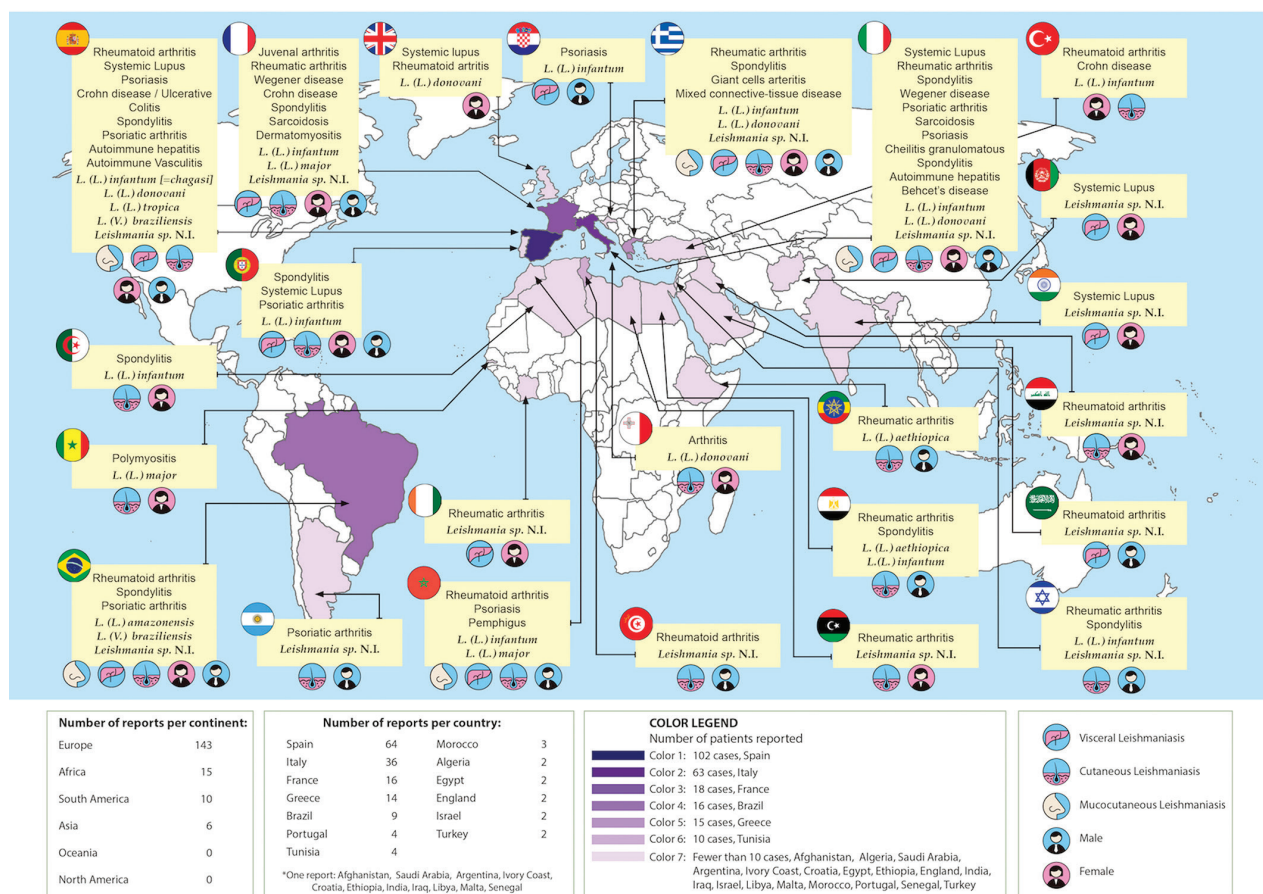 Rheumatoid arthritis
Systemic Lupus
Psoriasis
Crohn disease / Ulcerative
Colitis
Spondylitis
Psoriatic arthritis
Autoimmune hepatitis
Autoimmune Vasculitis
L. (L.) infantum [=chagasi]
L. (L.) donovani
L. (L.) tropica
L. (V.) braziliensis
Leishmania sp. N.I.
Juvenal arthritis
Rheumatic arthritis
Wegener disease
Crohn disease
Spondylitis
Sarcoidosis
Dermatomyositis
L. (L.) infantum
L. (L.) major
Leishmania sp. N.I.
Systemic lupus
Rheumatoid artritis
L. (L.) donovani
Psoriasis
L. (L.) infantum
Rheumatic arthritis
Spondylitis
Giant cells arteritis
Mixed connective-tissue disease
L. (L.) infantum
L. (L.) donovani
Leishmania sp. N.I.
Systemic Lupus
Rheumatic arthritis
Spondylitis
Wegener disease
Psoriatic arthritis
Sarcoidosis
Psoriasis
Cheilitis granulomatous
Spondylitis
Autoimmune hepatitis
Behcet's disease
L. (L.) infantum
L. (L.) donovani
Leishmania sp. N.I.
Rheumatoid arthritis
Crohn disease
L. (L.) infantum
Systemic Lupus
Leishmania sp. N.I.
Systemic Lupus
Leishmania sp. N.I.
Spondylitis
Systemic Lupus
Psoriatic arthritis
L. (L.) infantum
Spondylitis
L. (L.) infantum
Polymyositis
L. (L.) major
Rheumatoid arthritis
Spondylitis
Psoriatic arthritis
L. (L.) amazonensis
L. (V.) braziliensis
Leishmania sp. N.I.
Psoriatic arthritis
Leishmania sp. N.I.
Rheumatic arthritis
Leishmania sp. N.I.
Rheumatoid arthritis
Psoriasis
Pemphigus
L. (L.) infantum
L. (L.) major
Arthritis
L. (L.) donovani
Rheumatoid arthritis
Leishmania sp. N.I.
Rheumatic arthritis
L. (L.) aethiopica
Rheumatic arthritis
Spondylitis
L. (L.) aethiopica
L.(L.) infantum
Rheumatic arthritis
Leishmania sp. N.I.
Rheumatoid arthritis
Leishmania sp. N.I.
Rheumatoid arthritis
Leishmania sp. N.I.
Rheumatic arthritis
Spondylitis
L. (L.) infantum
Leishmania sp. N.I.
Number of reports per continent:
Europe 143
Africa 15
South America 10
Asia 6
Oceania 0
North America 0
Number of reports per country:
Spain 64 Morocco 3
Italy 36 Algeria 2
France 16 Egypt 2
Greece 14 England 2
Brazil 9 Israel 2
Portugal 4 Turkey 2
Tunisia 4
*One report: Afghanistan, Saudi Arabia, Argentina, Ivory Coast,
Croatia, Ethiopia, India, Iraq, Libya, Malta, Senegal
COLOR LEGEND
Number of patients reported
Color 1: 102 cases, Spain
Color 2: 63 cases, Italy
Color 3: 18 cases, France
Color 4: 16 cases, Brazil
Color 5: 15 cases, Greece
Color 6: 10 cases, Tunisia
Color 7: Fewer than 10 cases, Afghanistan, Algeria, Saudi Arabia,
Argentina, Ivory Coast, Croatia, Egypt, Ethiopia, England, India,
Iraq, Israel, Libya, Malta, Morocco, Portugal, Senegal, Turkey
Visceral Leishmaniasis
Cutaneous Leishmaniasis
Mucocutaneous Leishmaniasis
Male
Female